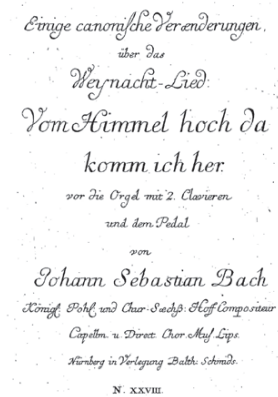 Einige canonische Verænderungen,
über das
Weynacht-Lied:
Vom Himmel hoch da
komm ich her.
vor die Orgel mit 2. Clavieren
und dem Pedal
von
Johann Sebastian Bach
Königl. Pohl. und Chur-Sæchß. Hoff Compositeur
Capellm. u. Direct. Chor. Mus. Lips.
Nürnberg in Verlegung Balth: Schmids.
N. XXVIII.